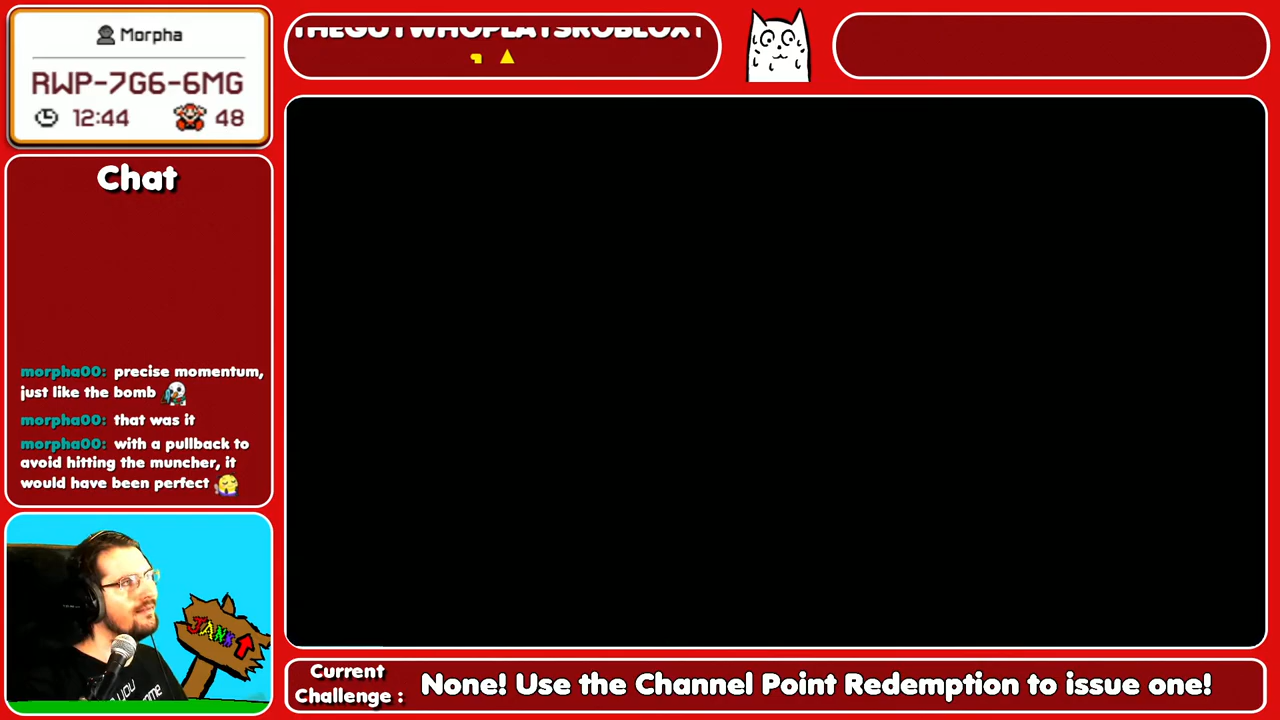 Morpha
RWP-7G6-6MG
12:44
48
THEGUYWHOPLAYSROBLOXY
Chat
morpha00: precise momentum,
just like the bomb
morpha00: that was it
morpha00: with a pullback to
avoid hitting the muncher, it
would have been perfect
JANK
Current
Challenge :
None! Use the Channel Point Redemption to issue one!